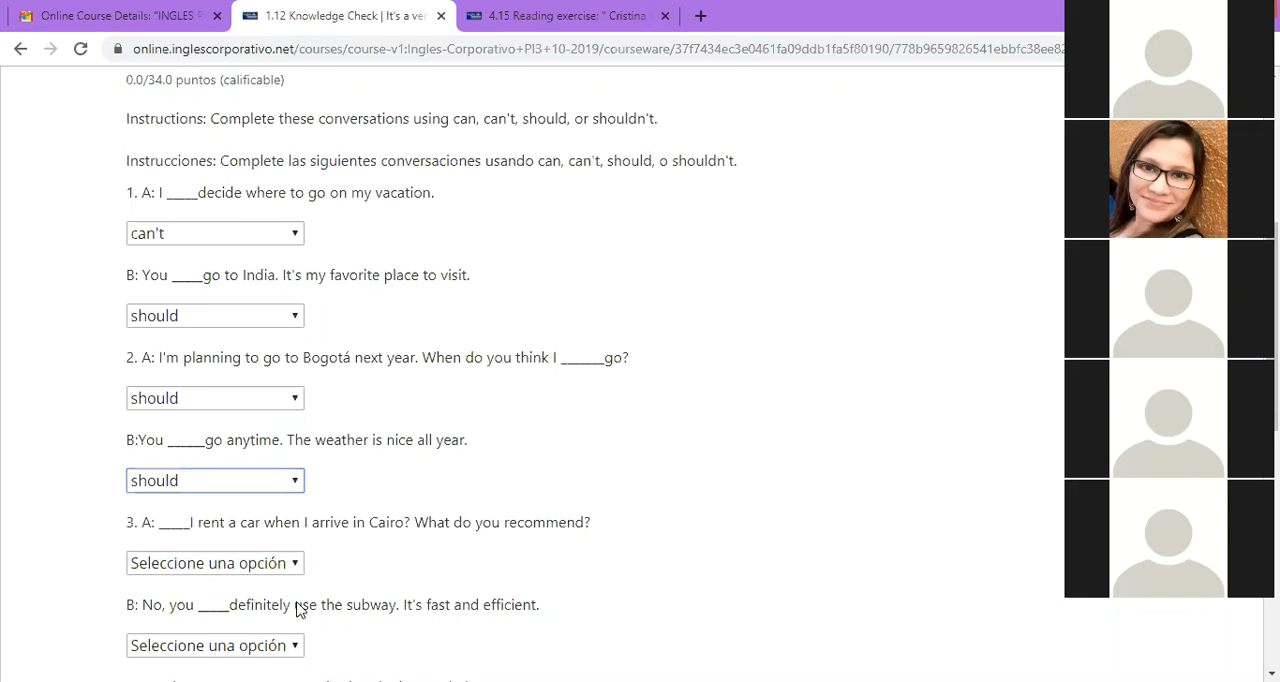 Online Course Details: "INGLES P
1.12 Knowledge Check | It's a ver
4.15 Reading exercise: " Cristina
online.inglescorporativo.net/courses/course-v1:Ingles-Corporativo+PI3+10-2019/courseware/37f7434ec3e0461fa09ddb1fa5f80190/778b9659826541ebbfc38ee82
0.0/34.0 puntos (calificable)
Instructions: Complete these conversations using can, can't, should, or shouldn't.
Instrucciones: Complete las siguientes conversaciones usando can, can't, should, o shouldn't.
1. A: I _____decide where to go on my vacation.
can't
B: You _____go to India. It's my favorite place to visit.
should
2. A: I'm planning to go to Bogotá next year. When do you think I _______go?
should
B:You ______go anytime. The weather is nice all year.
should
3. A: _____I rent a car when I arrive in Cairo? What do you recommend?
Seleccione una opción
B: No, you _____definitely use the subway. It's fast and efficient.
Seleccione una opción